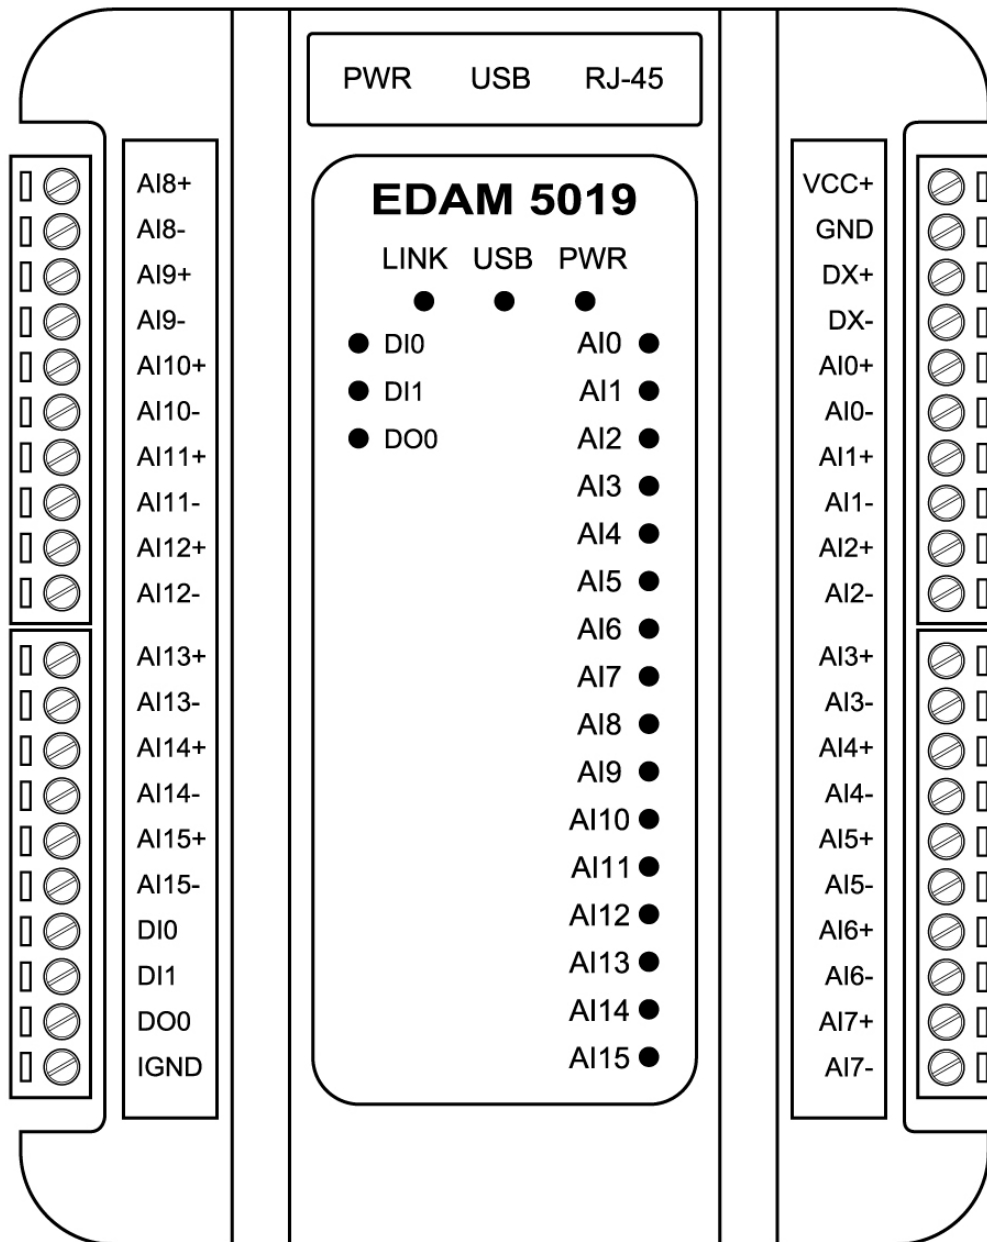 PWR USB RJ-45
EDAM 5019
LINK USB PWR
DI0 AI0
DI1 AI1
DO0 AI2
AI3
AI4
AI5
AI6
AI7
AI8
AI9
AI10
AI11
AI12
AI13
AI14
AI15
AI8+
AI8-
AI9+
AI9-
AI10+
AI10-
AI11+
AI11-
AI12+
AI12-
AI13+
AI13-
AI14+
AI14-
AI15+
AI15-
DI0
DI1
DO0
IGND
VCC+
GND
DX+
DX-
AI0+
AI0-
AI1+
AI1-
AI2+
AI2-
AI3+
AI3-
AI4+
AI4-
AI5+
AI5-
AI6+
AI6-
AI7+
AI7-